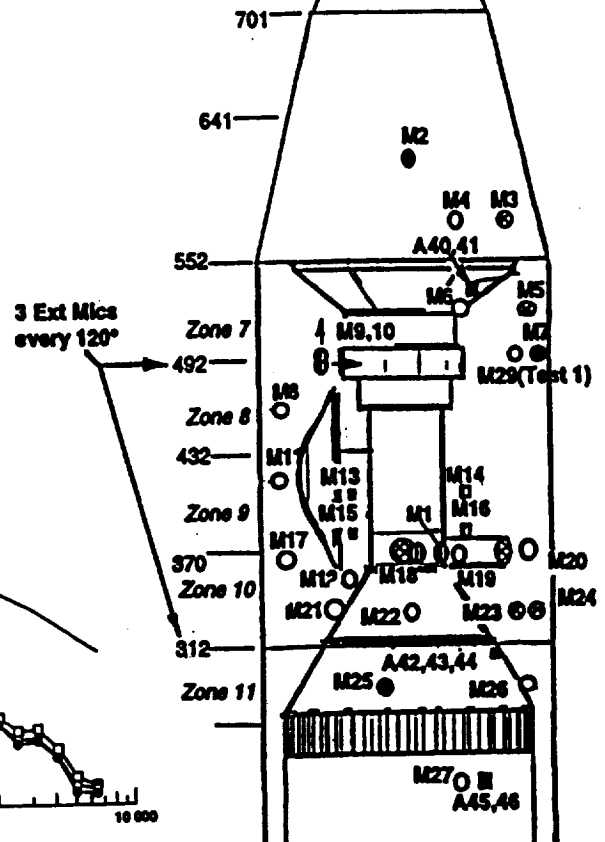 701
641
M2
M4 M3
A40,41
552
M6 M5
3 Ext Mics
every 120°
Zone 7
M9,10
M7
492
M29(Test 1)
Zone 8
432
M11
M13
M14
M15
M16
Zone 9
M1
M17
370
M12
M18
M19
M20
Zone 10
M21
M22
M23
M24
312
A42,43,44
Zone 11
M25
M26
M27
A45,46
10 000